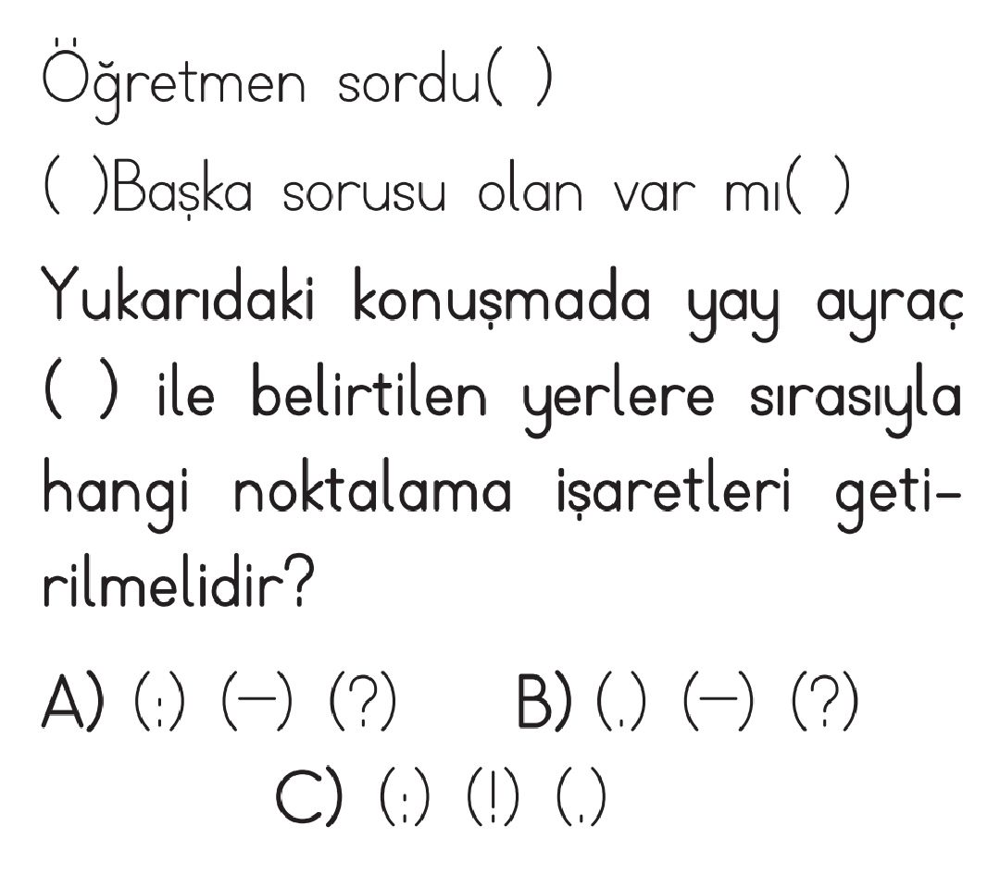 Öğretmen sordu( )
( )Başka sorusu olan var mı( )
Yukarıdaki konuşmada yay ayraç
( ) ile belirtilen yerlere sırasıyla
hangi noktalama işaretleri geti-
rilmelidir?
A) (:) (–) (?) B) (.) (–) (?)
C) (:) (!) (.)